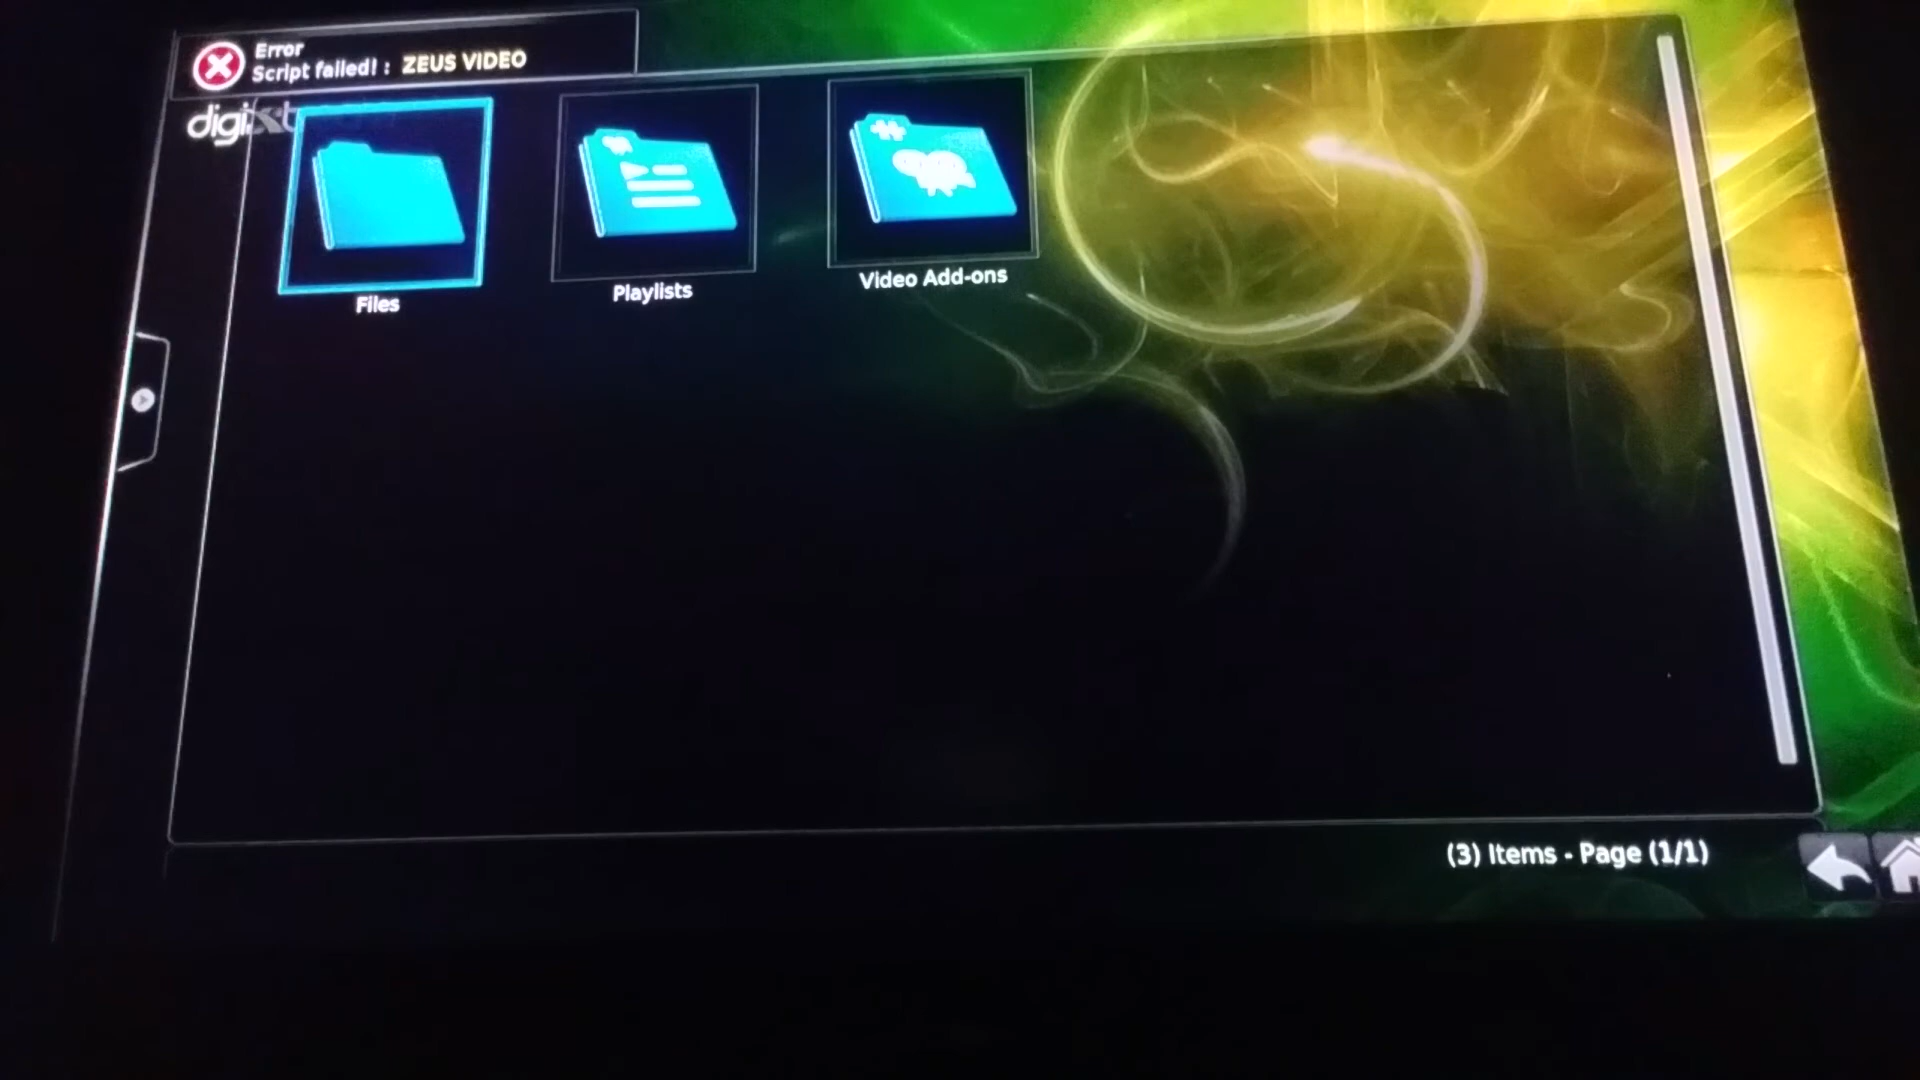 Error
Script failed! : ZEUS VIDEO
Files
Playlists
Video Add-ons
(3) Items - Page (1/1)